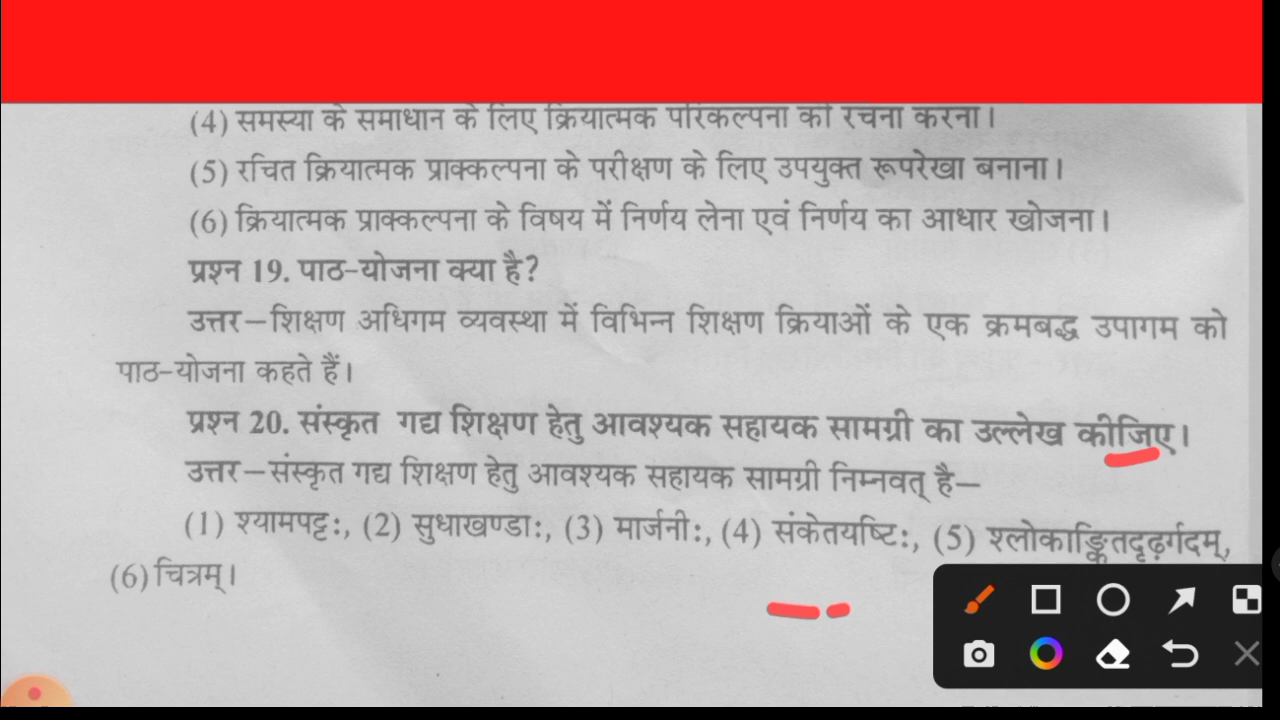 (4) समस्या के समाधान के लिए क्रियात्मक परिकल्पना की रचना करना।
(5) रचित क्रियात्मक प्राक्कल्पना के परीक्षण के लिए उपयुक्त रूपरेखा बनाना।
(6) क्रियात्मक प्राक्कल्पना के विषय में निर्णय लेना एवं निर्णय का आधार खोजना।
प्रश्न 19. पाठ-योजना क्या है?
उत्तर–शिक्षण अधिगम व्यवस्था में विभिन्न शिक्षण क्रियाओं के एक क्रमबद्ध उपागम को
पाठ-योजना कहते हैं।
प्रश्न 20. संस्कृत गद्य शिक्षण हेतु आवश्यक सहायक सामग्री का उल्लेख कीजिए।
उत्तर–संस्कृत गद्य शिक्षण हेतु आवश्यक सहायक सामग्री निम्नवत् है—
(1) श्यामपट्टः, (2) सुधाखण्डाः, (3) मार्जनीः, (4) संकेतयष्टिः, (5) श्लोकाङ्कितदृढ़र्गदम्,
(6) चित्रम्।